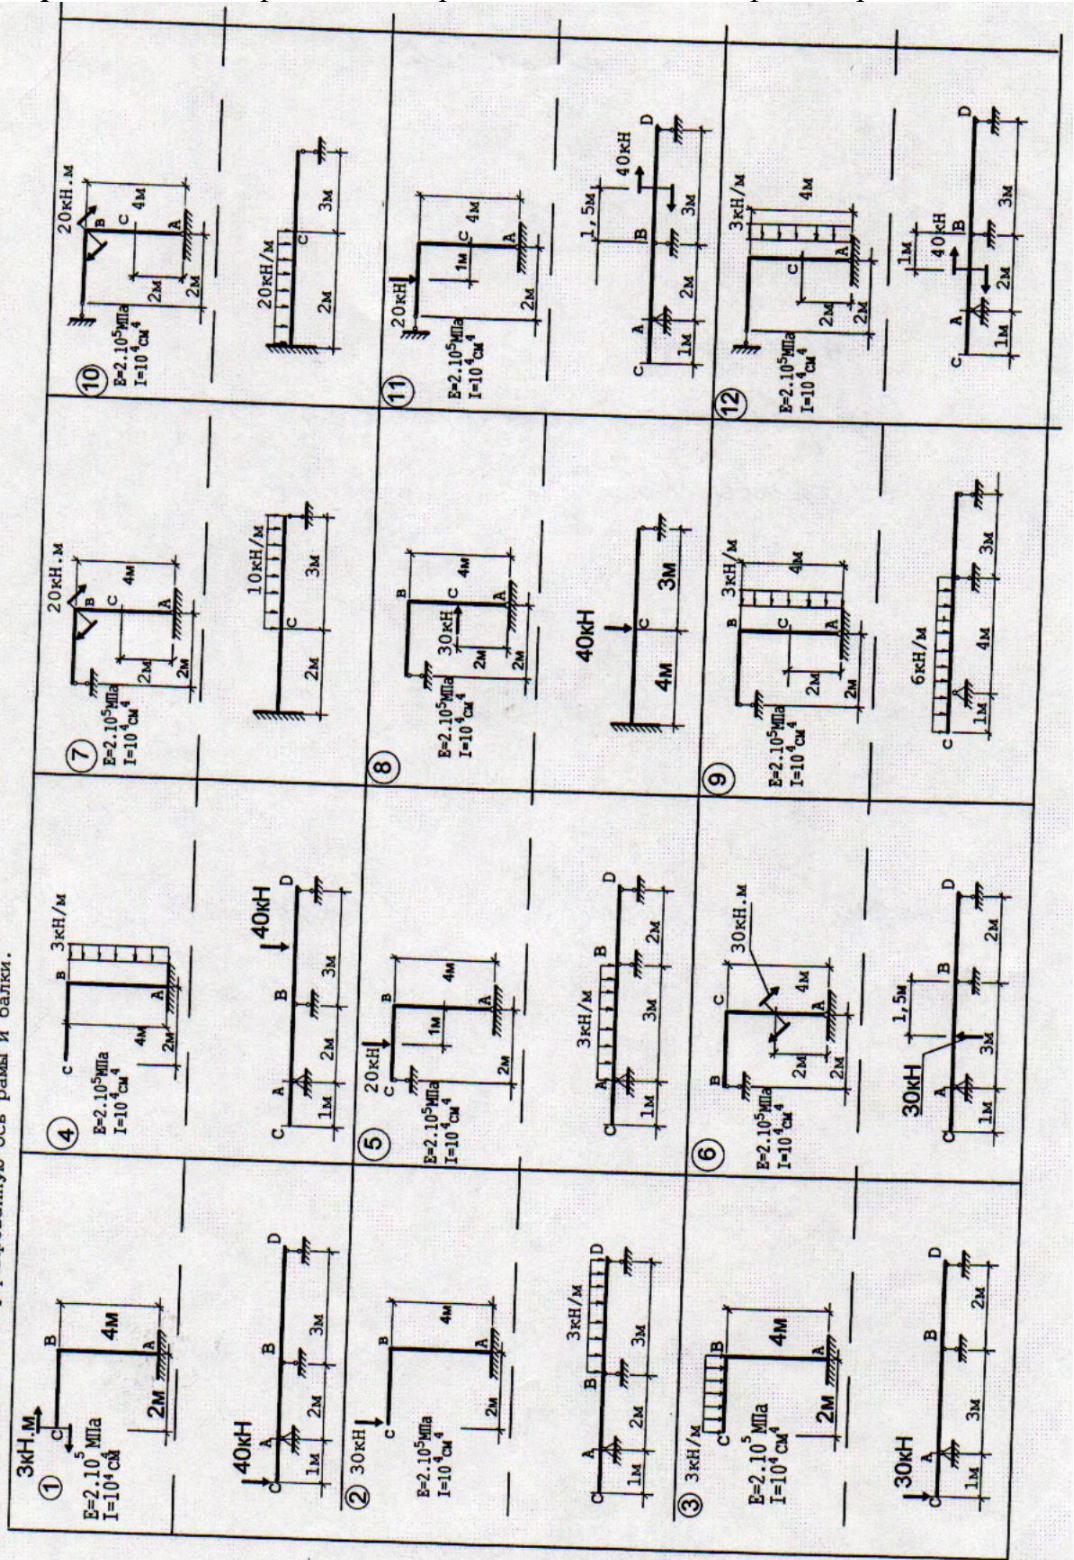 формированную ось рамы и балки.
1
3кН.м
E=2.10⁵ МПа
I=10⁴см⁴
C
B
A
4м
2м
40кН
C
A
B
D
1м
2м
3м
2
30кН
E=2.10⁵МПа
I=10⁴см⁴
C
B
A
4м
2м
3кН/м
C
A
B
D
1м
2м
3м
3
3кН/м
E=2.10⁵ МПа
I=10⁴см⁴
C
B
A
4м
2м
30кН
C
A
B
D
1м
3м
2м
4
3кН/м
E=2.10⁵МПа
I=10⁴см⁴
C
B
A
4м
2м
40кН
C
A
B
D
1м
2м
3м
5
20кН
E=2.10⁵МПа
I=10⁴см⁴
C
B
A
1м
4м
2м
3кН/м
C
A
B
D
1м
3м
2м
6
30кН.м
E=2.10⁵МПа
I=10⁴см⁴
B
C
A
2м
4м
2м
30кН
1,5м
C
A
B
D
1м
3м
2м
7
20кН.м
E=2.10⁵МПа
I=10⁴см⁴
B
C
A
2м
4м
2м
10кН/м
C
2м
3м
8
30кН
E=2.10⁵МПа
I=10⁴см⁴
B
C
A
2м
4м
2м
40кН
C
4м
3м
9
3кН/м
E=2.10⁵МПа
I=10⁴см⁴
B
C
A
2м
4м
2м
6кН/м
C
1м
4м
3м
10
20кН.м
E=2.10⁵МПа
I=10⁴см⁴
B
C
A
2м
4м
2м
20кН/м
C
2м
3м
11
20кН
E=2.10⁵МПа
I=10⁴см⁴
C
A
1м
4м
2м
1,5м
40кН
C
A
B
D
1м
2м
3м
12
3кН/м
E=2.10⁵МПа
I=10⁴см⁴
C
A
2м
4м
2м
1м
40кН
C
A
B
D
1м
2м
3м